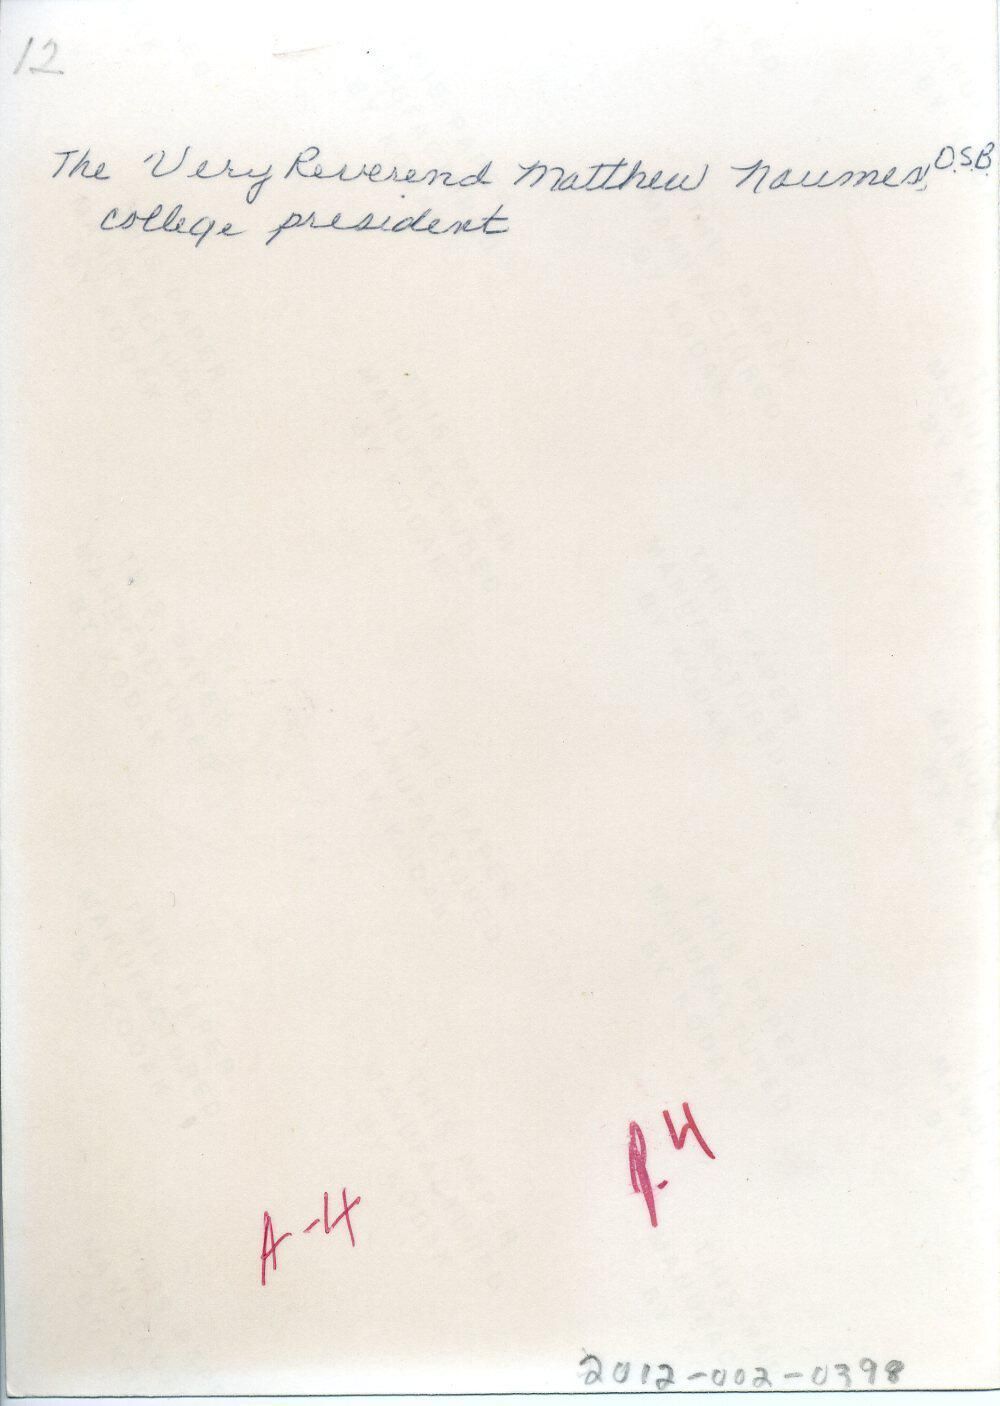 12
The Very Reverend Matthew Naumes, O.S.B.
college president
P.4
A-4
2012-002-0398